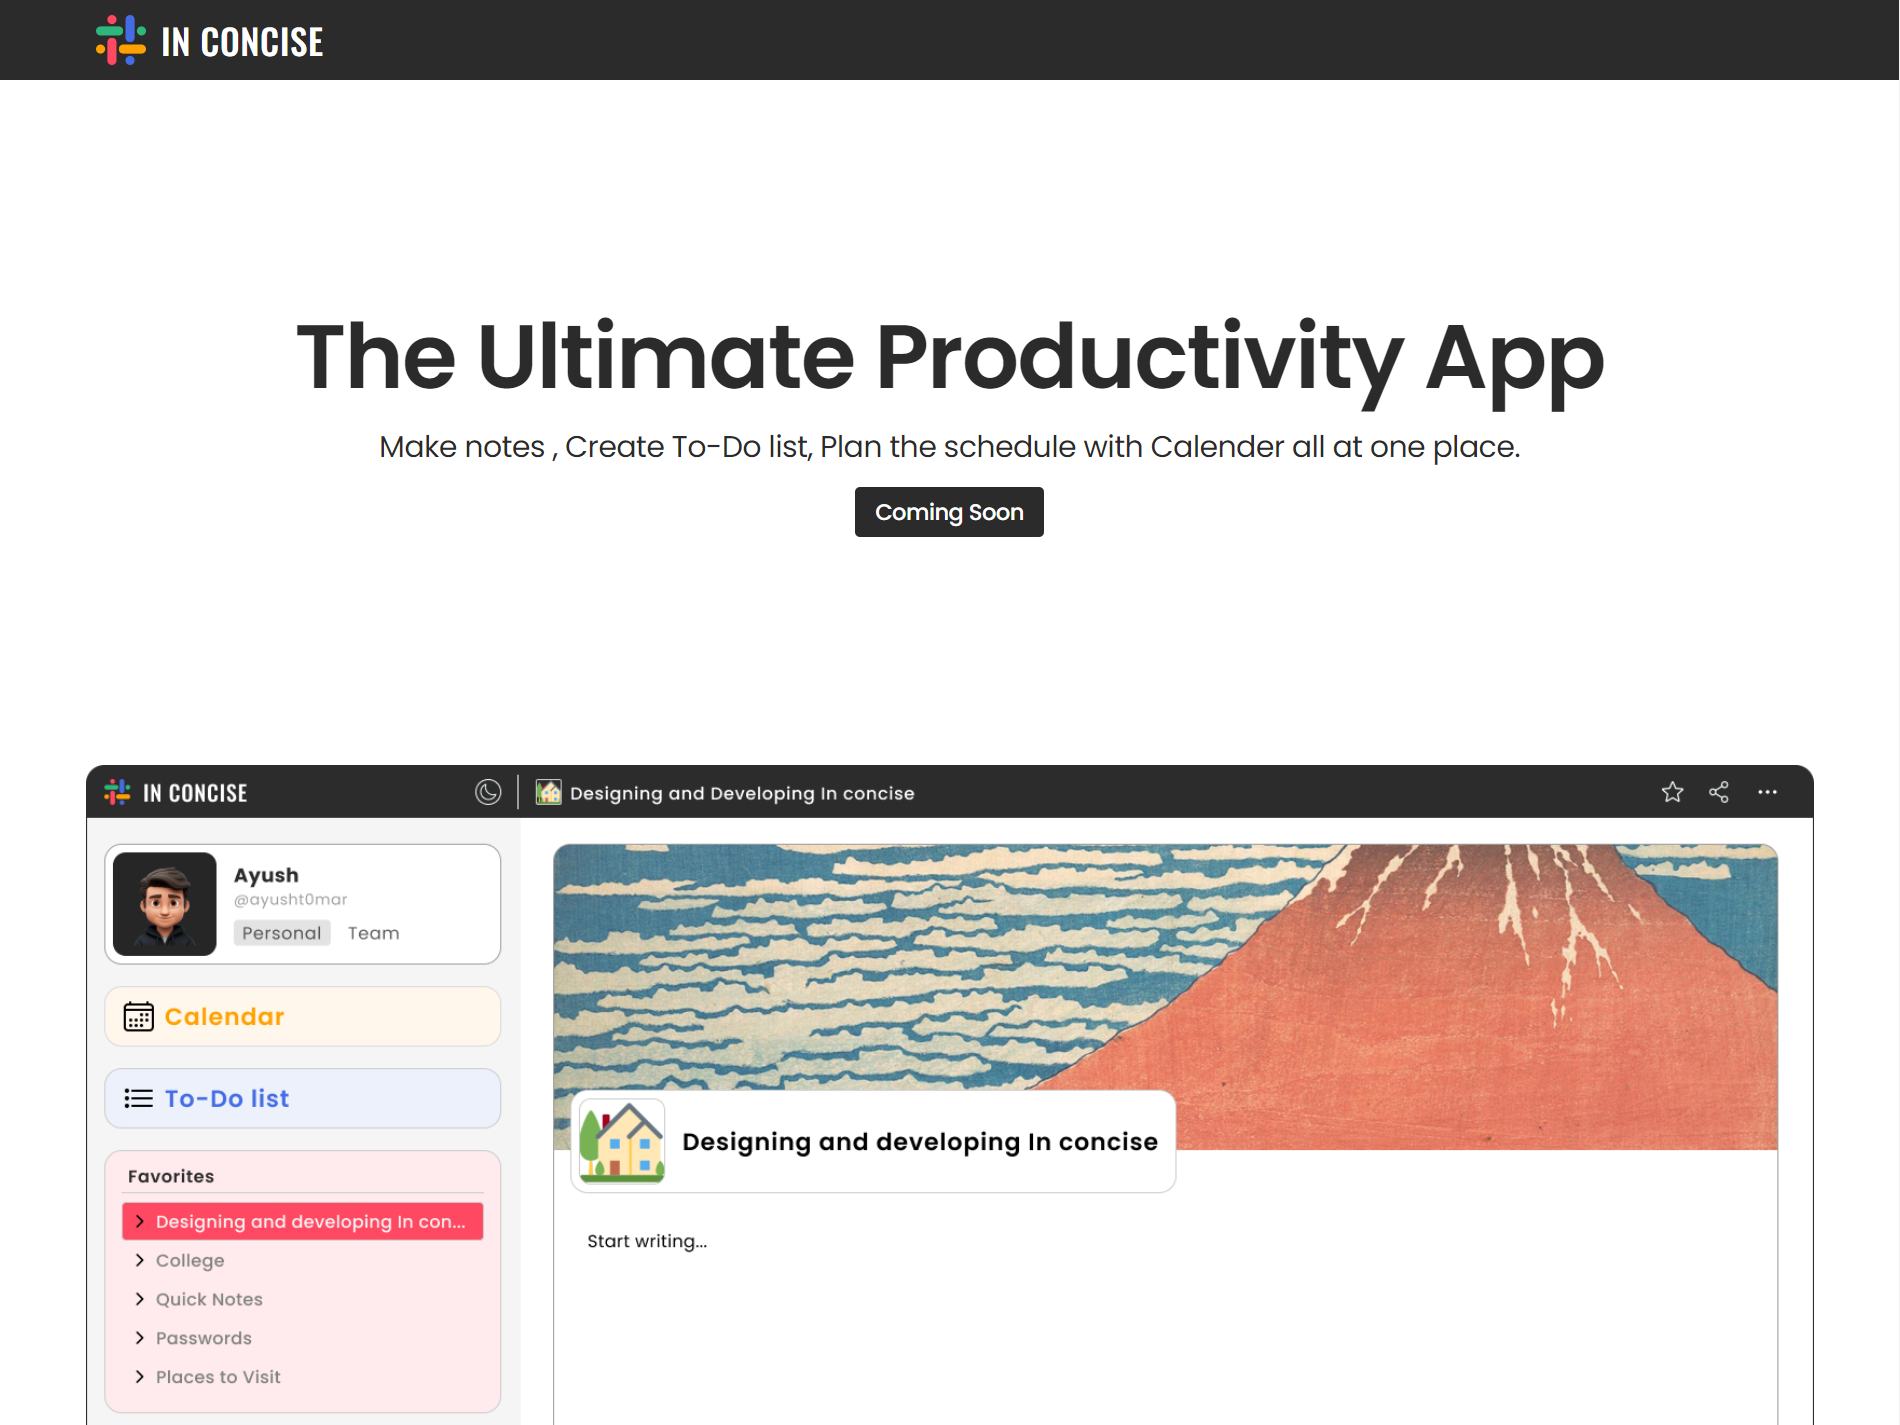 IN CONCISE
The Ultimate Productivity App
Make notes , Create To-Do list, Plan the schedule with Calender all at one place.
Coming Soon
IN CONCISE
Designing and Developing In concise
Ayush
@ayusht0mar
Personal Team
Calendar
To-Do list
Favorites
Designing and developing In con...
College
Quick Notes
Passwords
Places to Visit
Designing and developing In concise
Start writing...